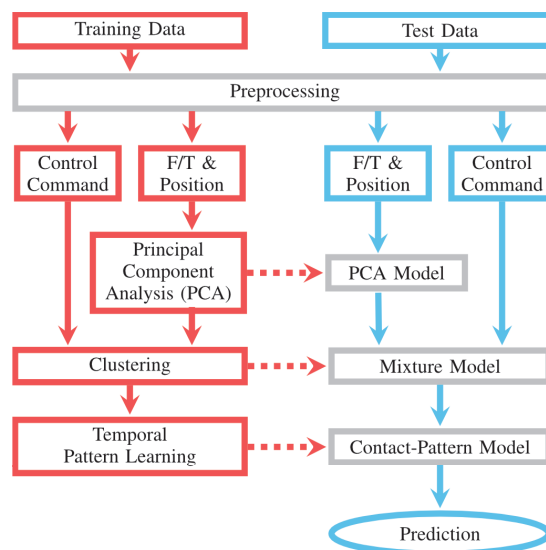 Training Data
Test Data
Preprocessing
Control
Command
F/T &
Position
F/T &
Position
Control
Command
Principal
Component
Analysis (PCA)
PCA Model
Clustering
Mixture Model
Temporal
Pattern Learning
Contact-Pattern Model
Prediction